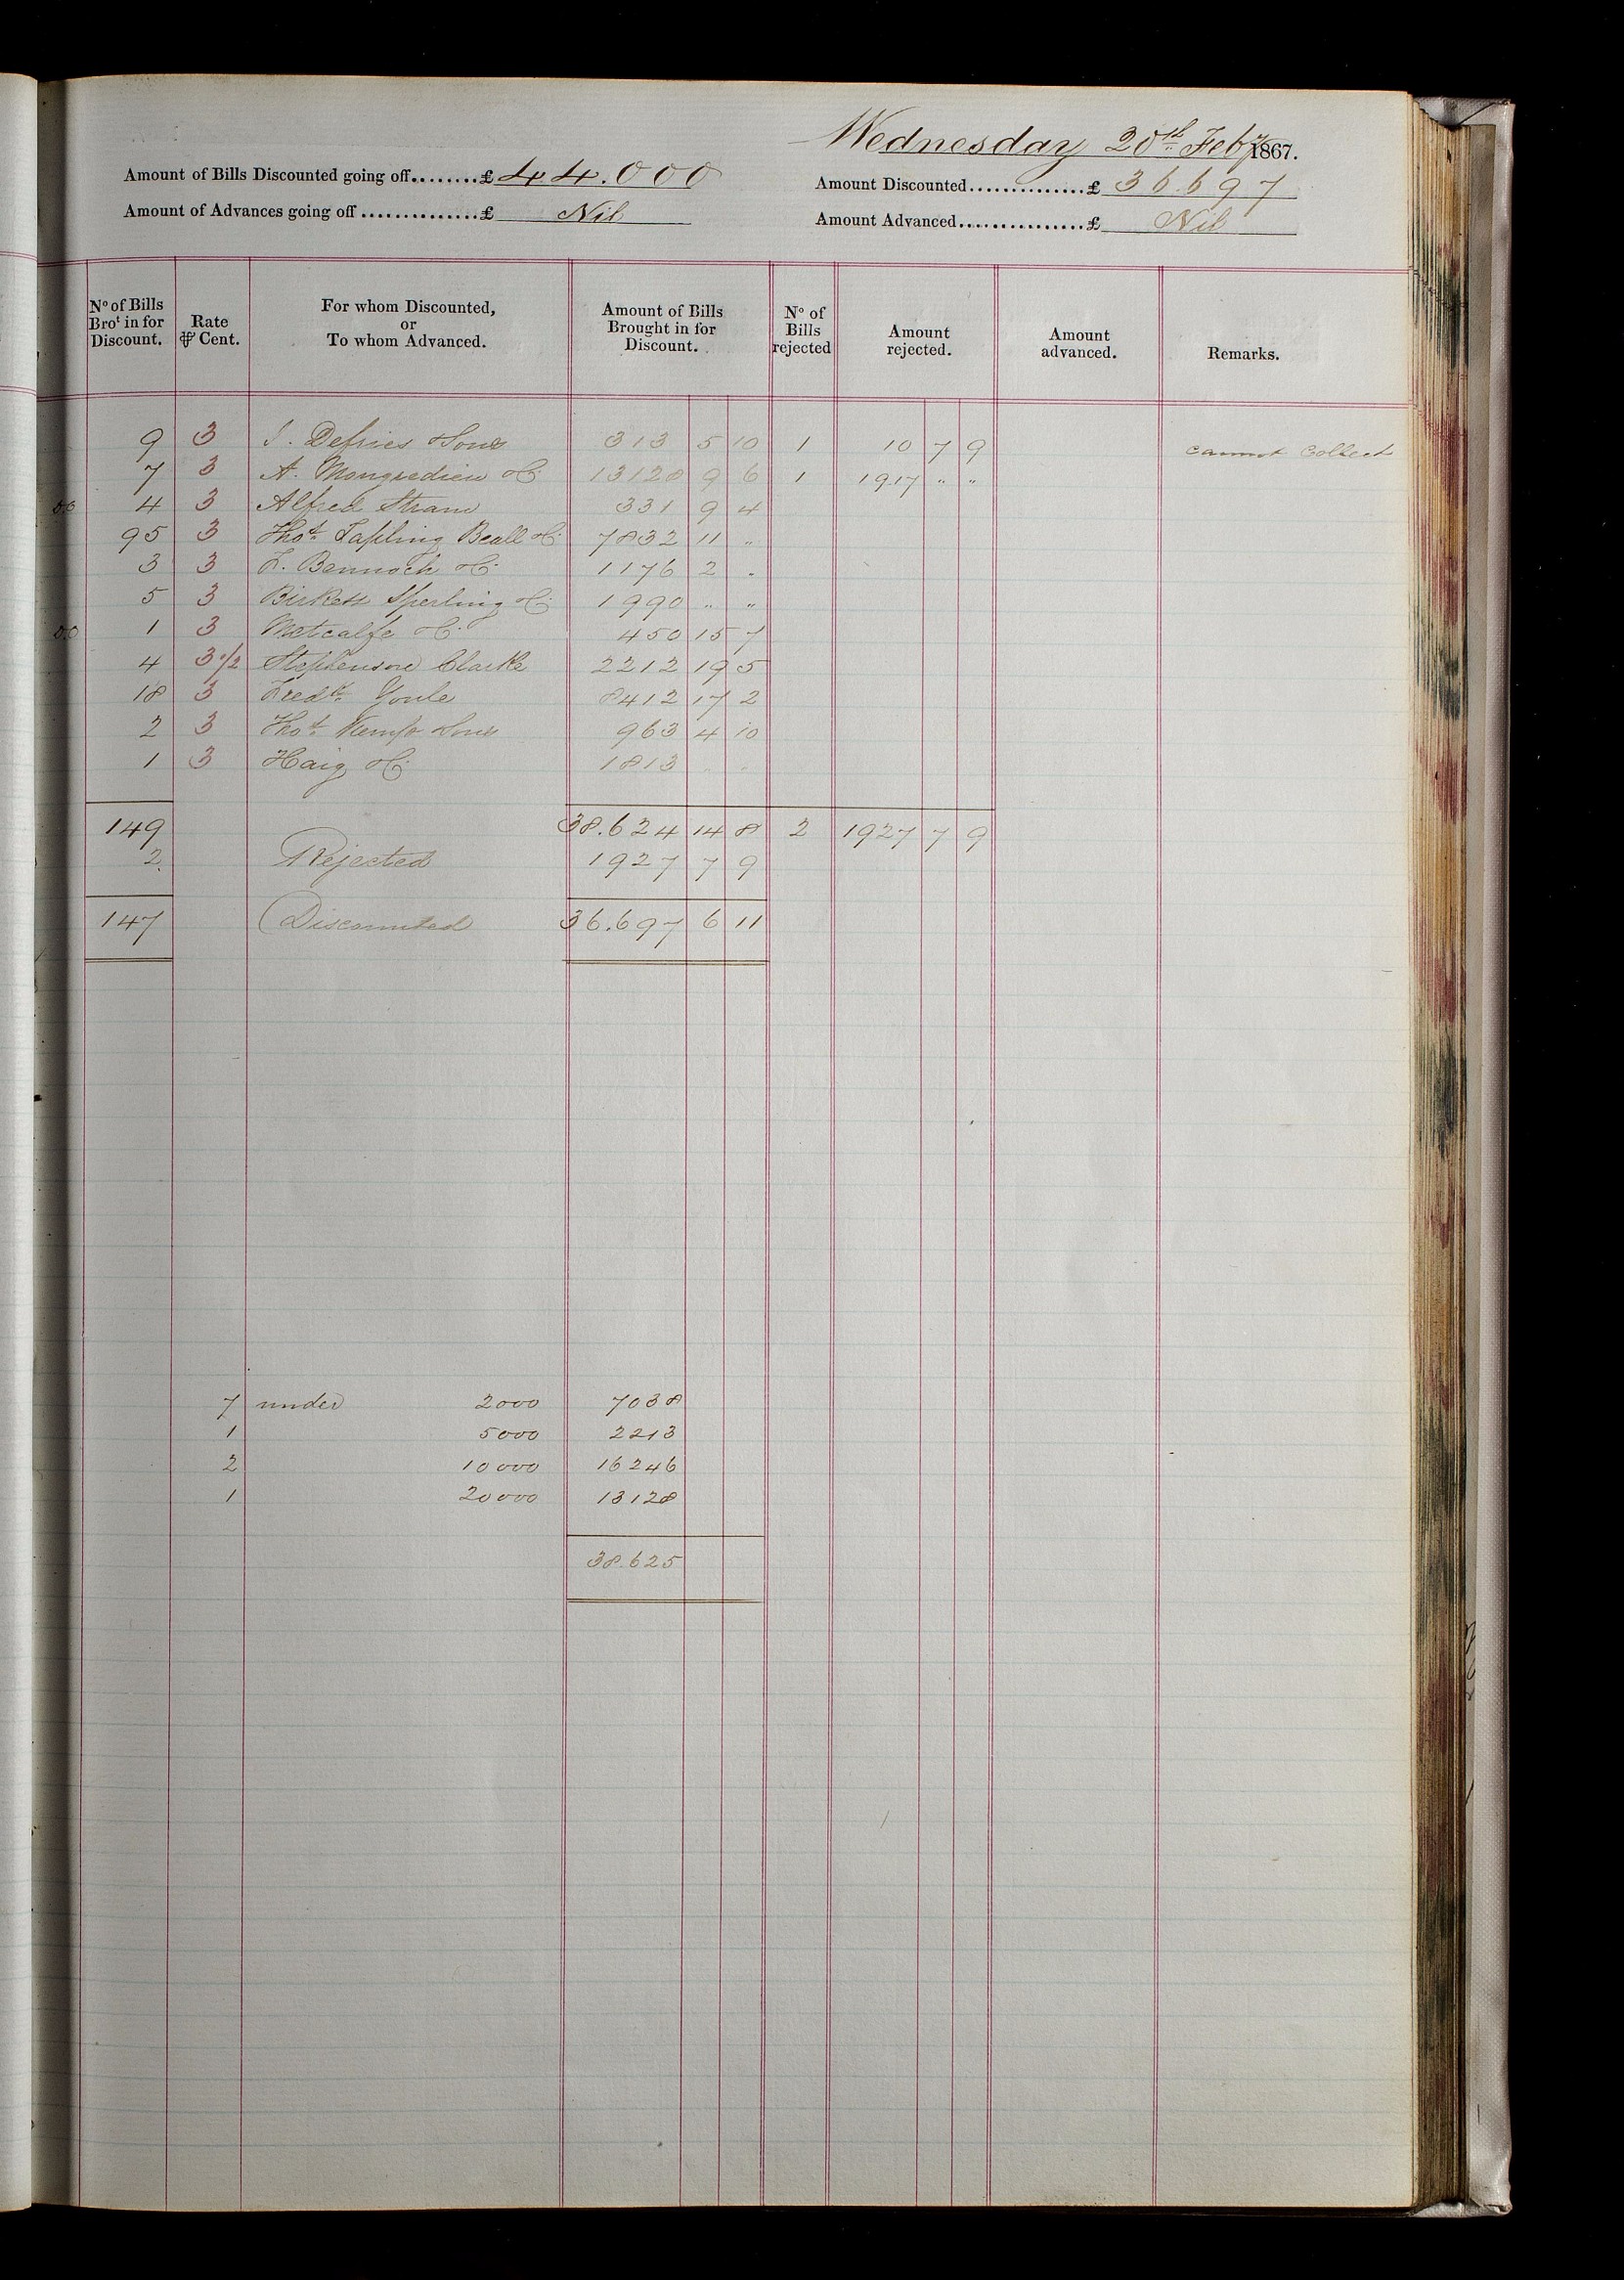 Wednesday 20th Feby 1867.
Amount of Bills Discounted going off........£ 44.000 Amount Discounted...............£ 36.697
Amount of Advances going off...............£ Nil Amount Advanced................£ Nil
No of Bills Brot in for Discount. Rate ⅌ Cent. For whom Discounted, or To whom Advanced. Amount of Bills Brought in for Discount. No of Bills rejected Amount rejected. Amount advanced. Remarks.
9 3 J. Defries & Sons 313 5 10 1 10 7 9 cannot Collect
7 3 A. Mongredien & Co 13128 9 6 1 1917 " "
4 3 Alfred 331 9 4
95 3 Thos Tapling Beall & Co 7832 11 "
3 3 F. Bennoch & Co 1176 2 "
5 3 Birkett Sperling & Co 1990 " "
1 3 Metcalfe & Co 450 15 7
4 3 1/2 Stephenson Clarke 2212 19 5
18 3 Fredk Youle 8412 17 2
2 3 Thos Kemp & Sons 963 4 10
1 3 Haig & Co 1813 " "
149 38.624 14 8 2 1927 7 9
2 Rejected 1927 7 9
147 Discounted 36.697 6 11
7 under 2000 7038
1 5000 2213
2 10000 16246
1 20000 13128
38.625